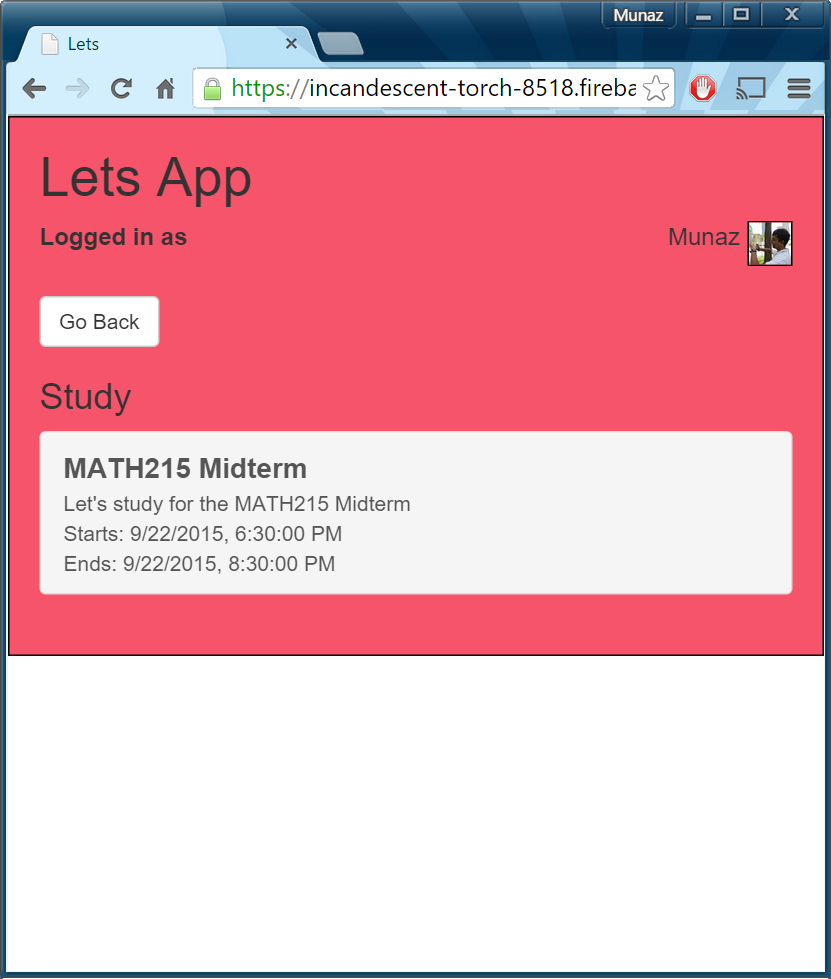 Munaz
Lets
https://incandescent-torch-8518.fireba
Lets App
Logged in as
Munaz
Go Back
Study
MATH215 Midterm
Let's study for the MATH215 Midterm
Starts: 9/22/2015, 6:30:00 PM
Ends: 9/22/2015, 8:30:00 PM